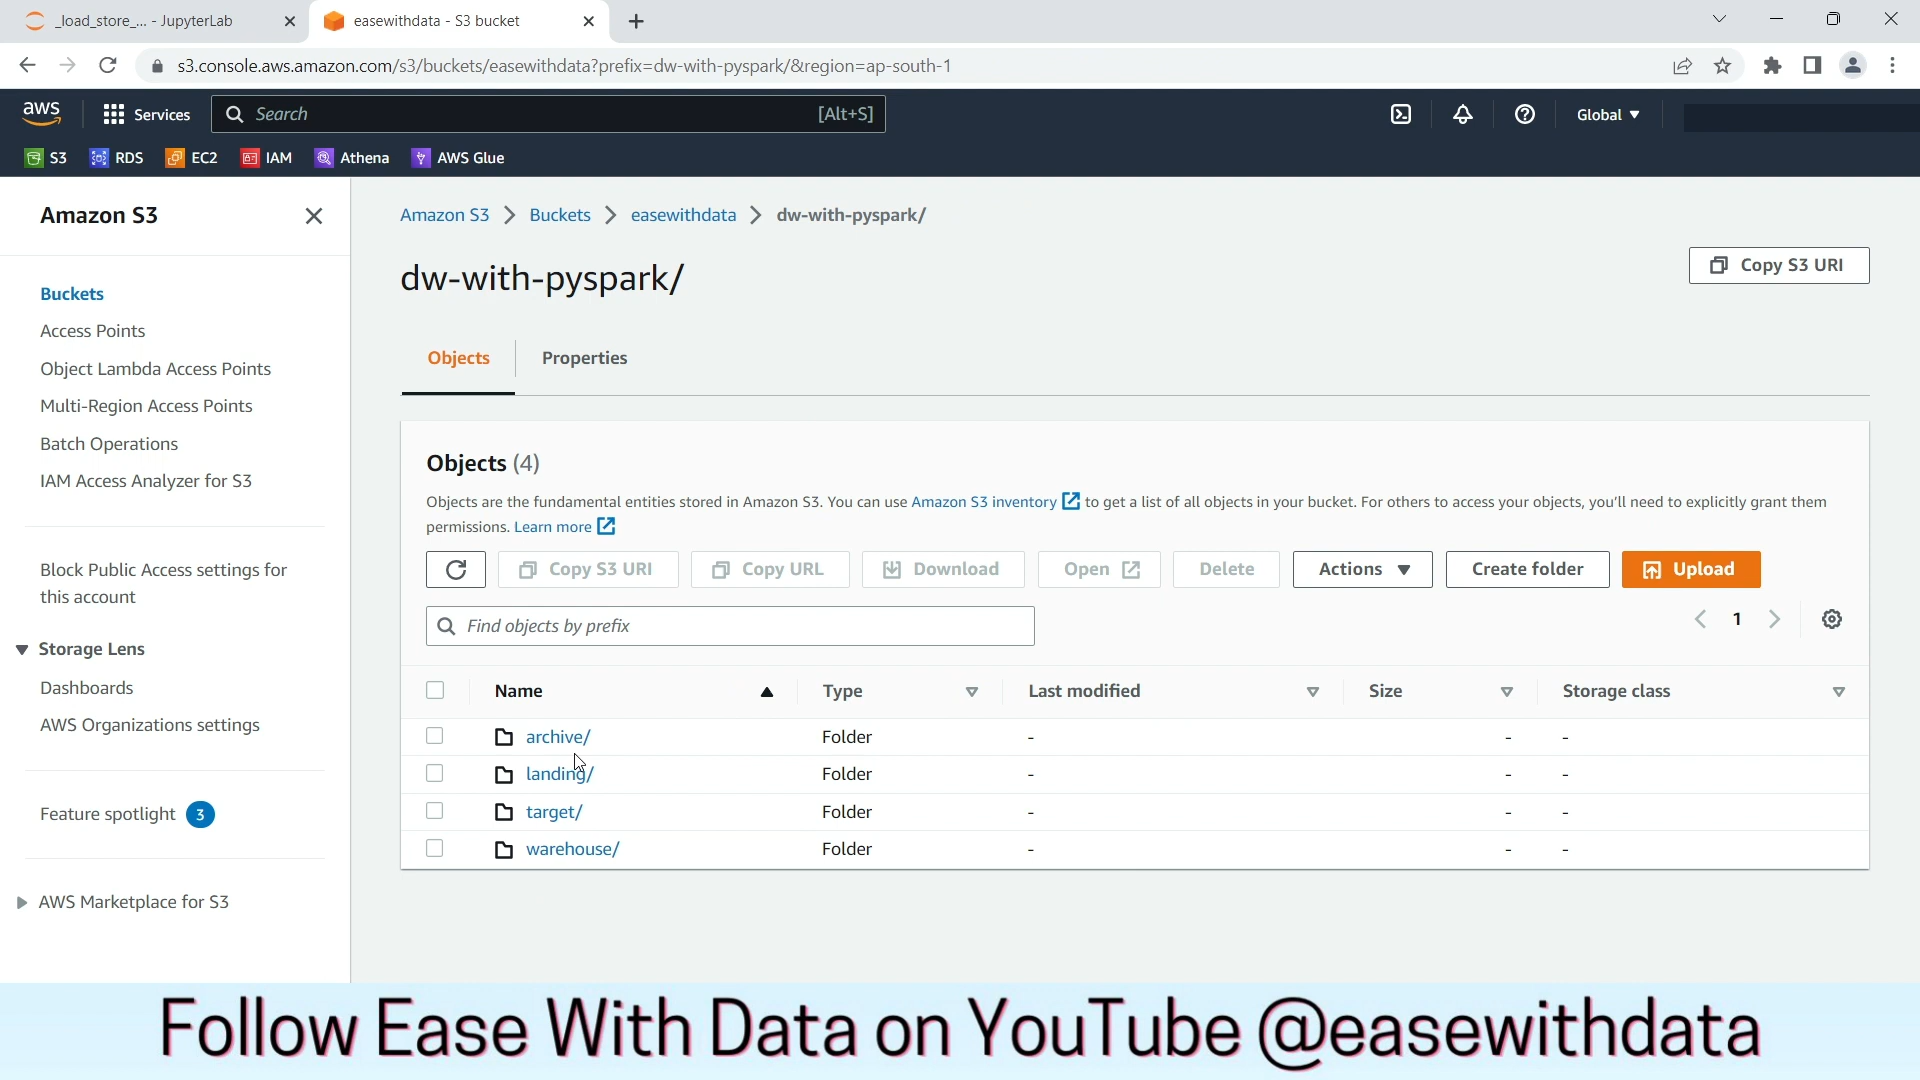 _load_store_... - JupyterLab
easewithdata - S3 bucket
s3.console.aws.amazon.com/s3/buckets/easewithdata?prefix=dw-with-pyspark/&region=ap-south-1
aws
Services
Search
[Alt+S]
Global
S3
RDS
EC2
IAM
Athena
AWS Glue
Amazon S3
Buckets
Access Points
Object Lambda Access Points
Multi-Region Access Points
Batch Operations
IAM Access Analyzer for S3
Block Public Access settings for
this account
Storage Lens
Dashboards
AWS Organizations settings
Feature spotlight 3
AWS Marketplace for S3
Amazon S3 > Buckets > easewithdata > dw-with-pyspark/
dw-with-pyspark/
Copy S3 URI
Objects
Properties
Objects (4)
Objects are the fundamental entities stored in Amazon S3. You can use Amazon S3 inventory to get a list of all objects in your bucket. For others to access your objects, you'll need to explicitly grant them
permissions. Learn more
Copy S3 URI
Copy URL
Download
Open
Delete
Actions
Create folder
Upload
Find objects by prefix
1
Name Type Last modified Size Storage class
archive/ Folder - - -
landing/ Folder - - -
target/ Folder - - -
warehouse/ Folder - - -
Follow Ease With Data on YouTube @easewithdata